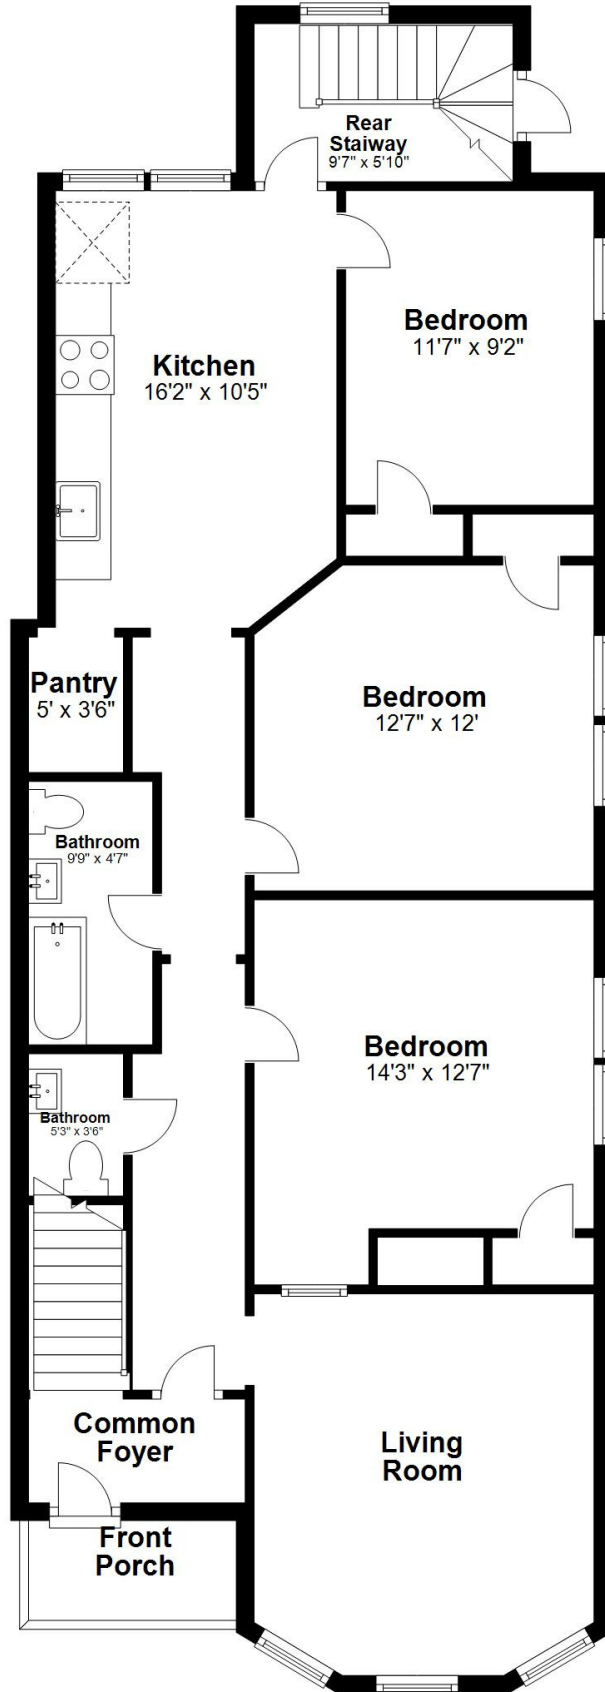 Rear
Staiway
9'7" x 5'10"
Bedroom
11'7" x 9'2"
Kitchen
16'2" x 10'5"
Pantry
5' x 3'6"
Bedroom
12'7" x 12'
Bathroom
9'9" x 4'7"
Bedroom
14'3" x 12'7"
Bathroom
5'3" x 3'6"
Common
Foyer
Living
Room
Front
Porch